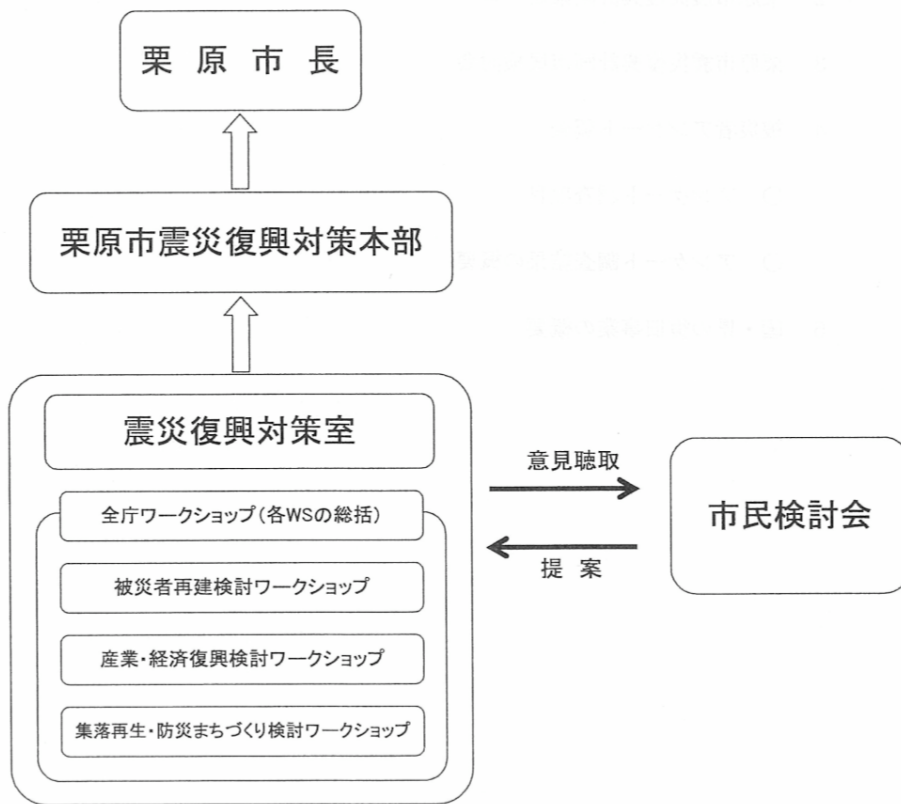 栗原市長
栗原市震災復興対策本部
震災復興対策室
全庁ワークショップ(各WSの総括)
被災者再建検討ワークショップ
産業・経済復興検討ワークショップ
集落再生・防災まちづくり検討ワークショップ
意見聴取
提案
市民検討会